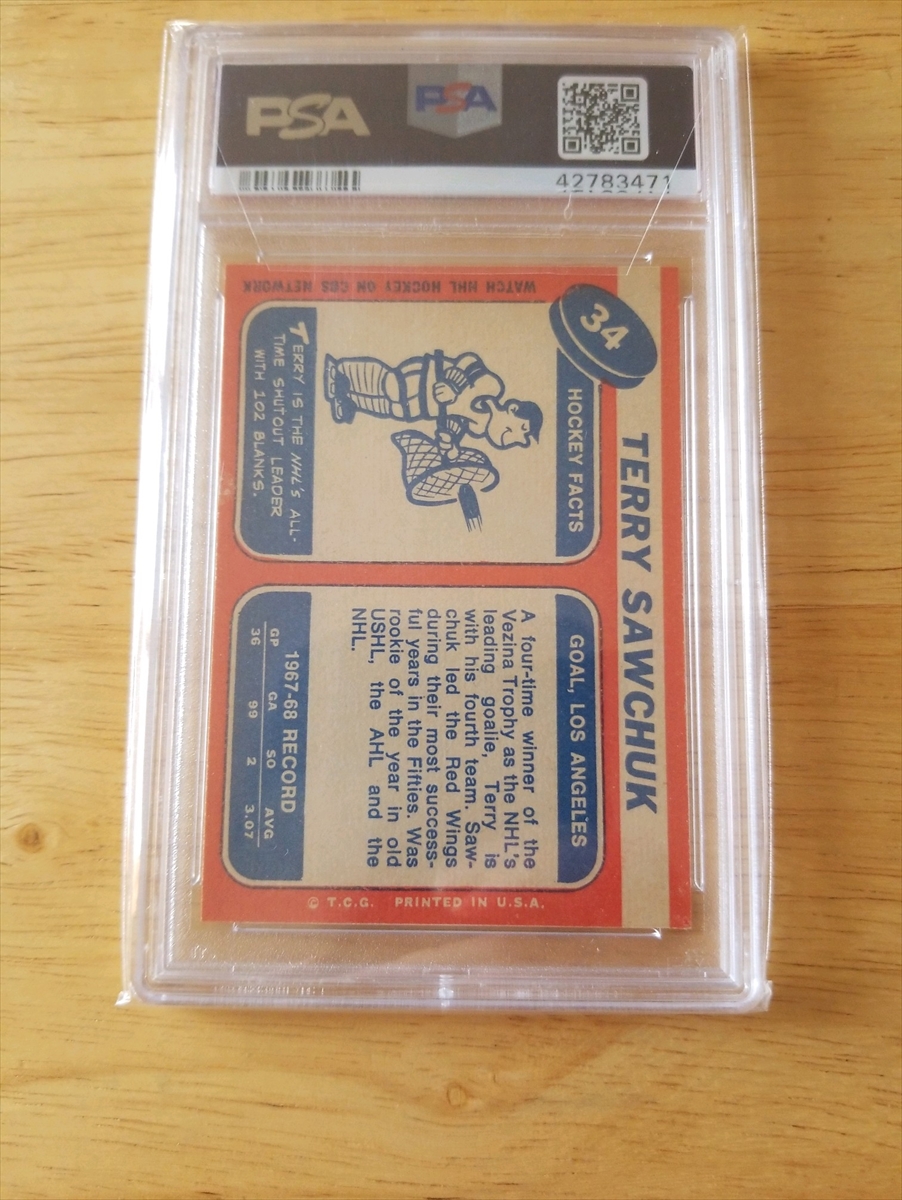 PSA
PSA
42783471
WATCH NHL HOCKEY ON CBS NETWORK
34
TERRY SAWCHUK
HOCKEY FACTS
TERRY IS THE NHL'S ALL-
TIME SHUTOUT LEADER
WITH 102 BLANKS.
GOAL, LOS ANGELES
A four-time winner of the
Vezina Trophy as the NHL's
leading goalie, Terry is
with his fourth team. Saw-
chuk led the Red Wings
during their most success-
ful years in the Fifties. Was
rookie of the year in old
USHL, the AHL and the
NHL.
1967-68 RECORD
GP GA SO AVG
36 99 2 3.07
© T.C.G. PRINTED IN U.S.A.